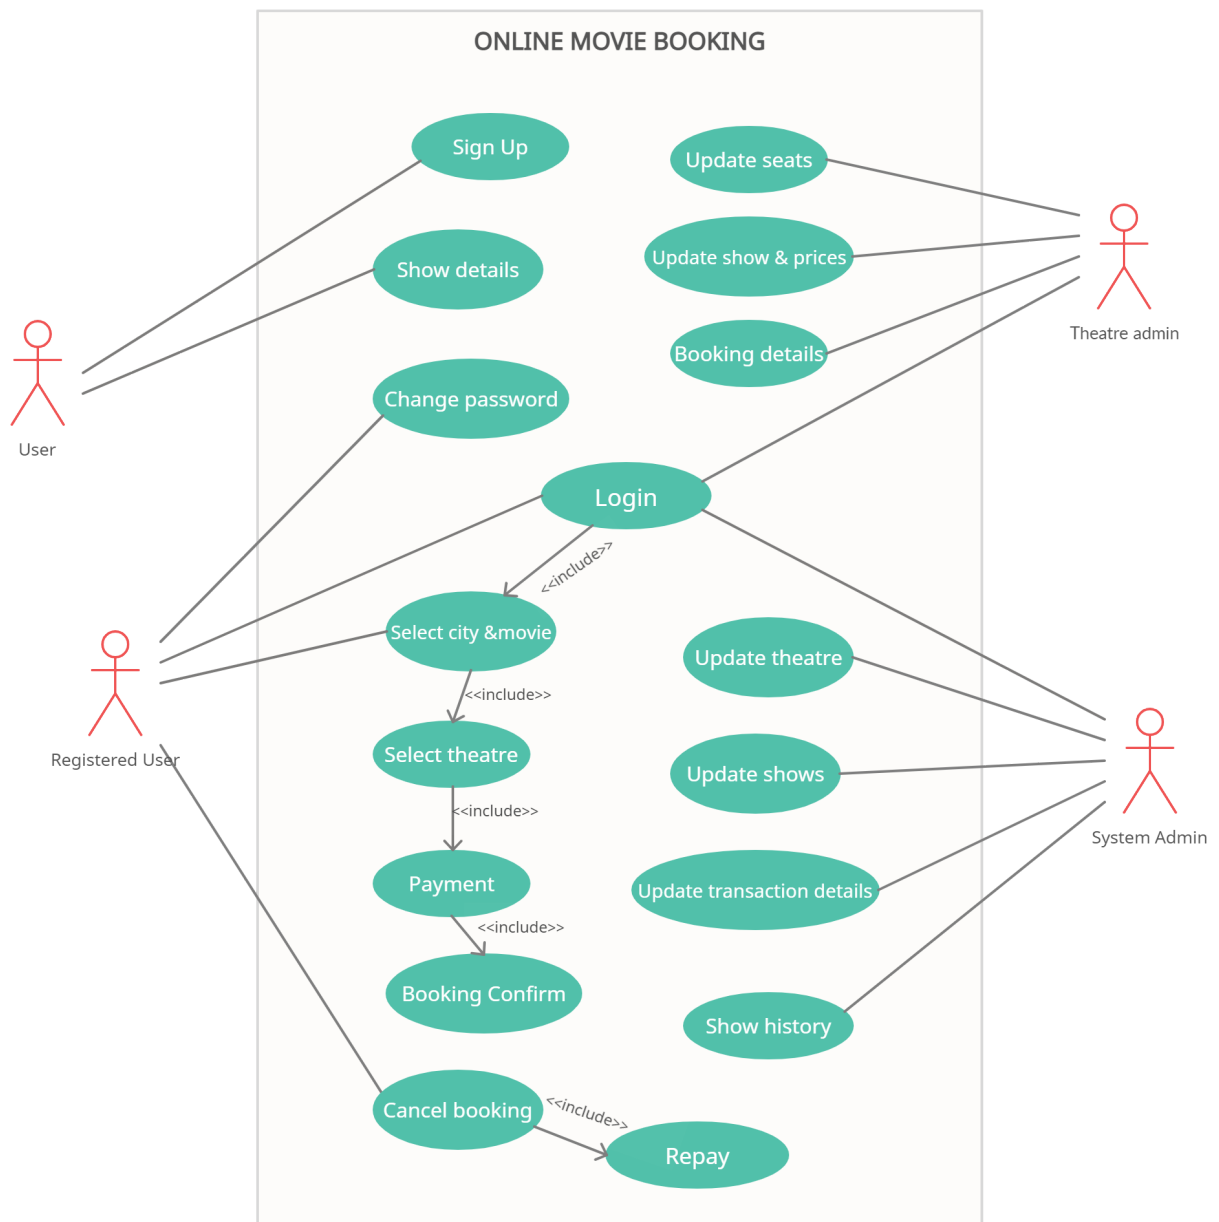 ONLINE MOVIE BOOKING
Sign Up
Update seats
Show details
Update show & prices
Theatre admin
Booking details
User
Change password
Login
<<include>>
Select city &movie
Update theatre
<<include>>
Select theatre
Registered User
Update shows
<<include>>
System Admin
Payment
Update transaction details
<<include>>
Booking Confirm
Show history
Cancel booking
<<include>>
Repay